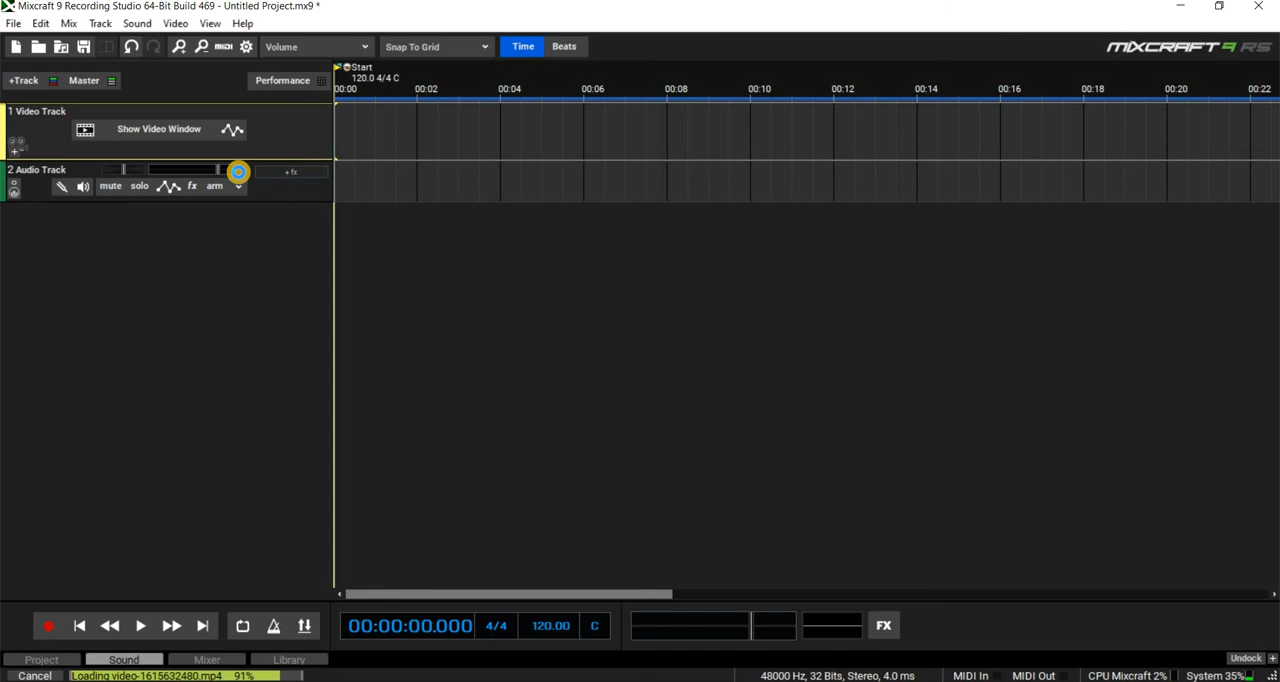 Mixcraft 9 Recording Studio 64-Bit Build 469 - Untitled Project.mx9 *
File Edit Mix Track Sound Video View Help
MIDI Volume Snap To Grid Time Beats MIXCRAFT 9 RS
+Track Master Performance
Start
120.0 4/4 C
00:00 00:02 00:04 00:06 00:08 00:10 00:12 00:14 00:16 00:18 00:20 00:22
1 Video Track
Show Video Window
2 Audio Track
+ fx
mute solo fx arm
00:00:00.000 4/4 120.00 C FX
Project Sound Mixer Library Undock +
Cancel Loading video-1615632480.mp4 91% 48000 Hz, 32 Bits, Stereo, 4.0 ms MIDI In MIDI Out CPU Mixcraft 2% System 35%